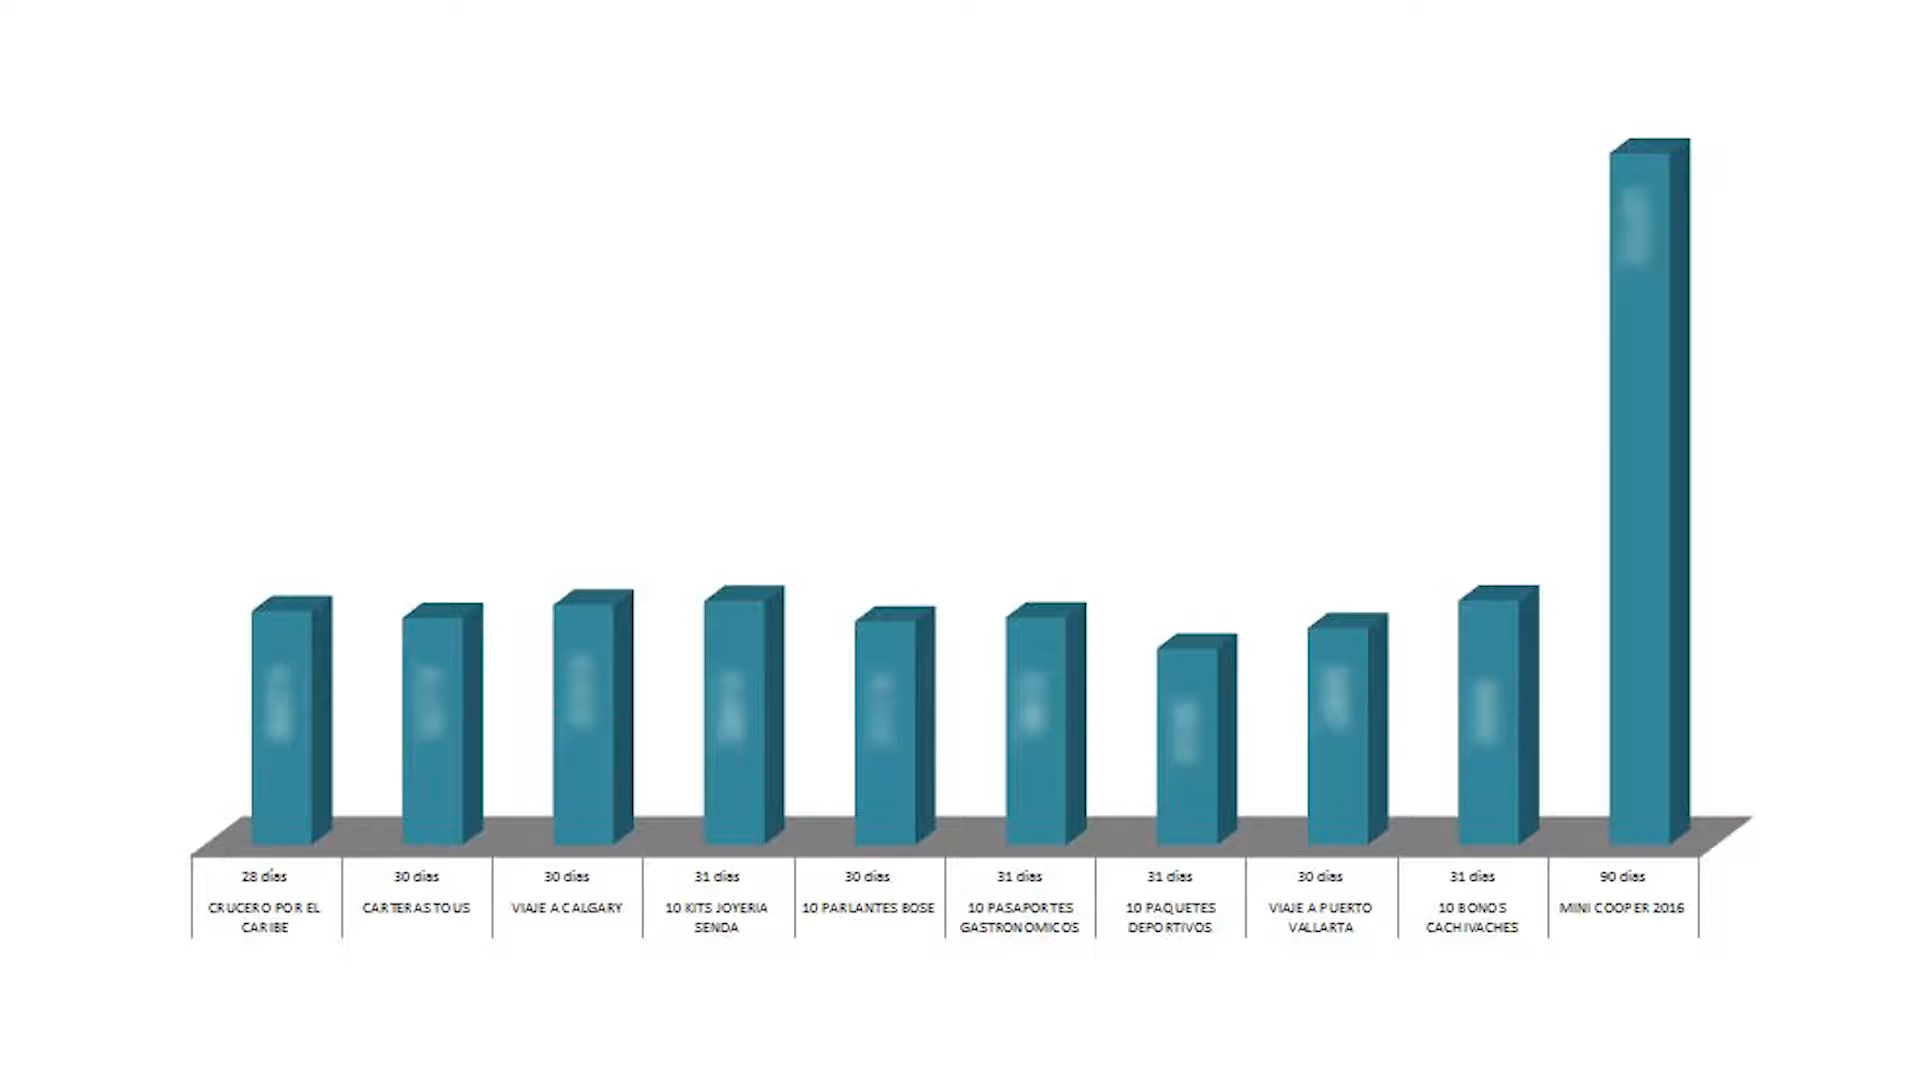 28 días
30 días
30 días
31 días
30 días
31 días
31 días
30 días
31 días
90 días
CRUCERO POR EL
CARIBE
CARTERAS TOUS
VIAJE A CALGARY
10 KITS JOYERIA
SENDA
10 PARLANTES BOSE
10 PASAPORTES
GASTRONOMICOS
10 PAQUETES
DEPORTIVOS
VIAJE A PUERTO
VALLARTA
10 BONOS
CACHIVACHES
MINI COOPER 2016